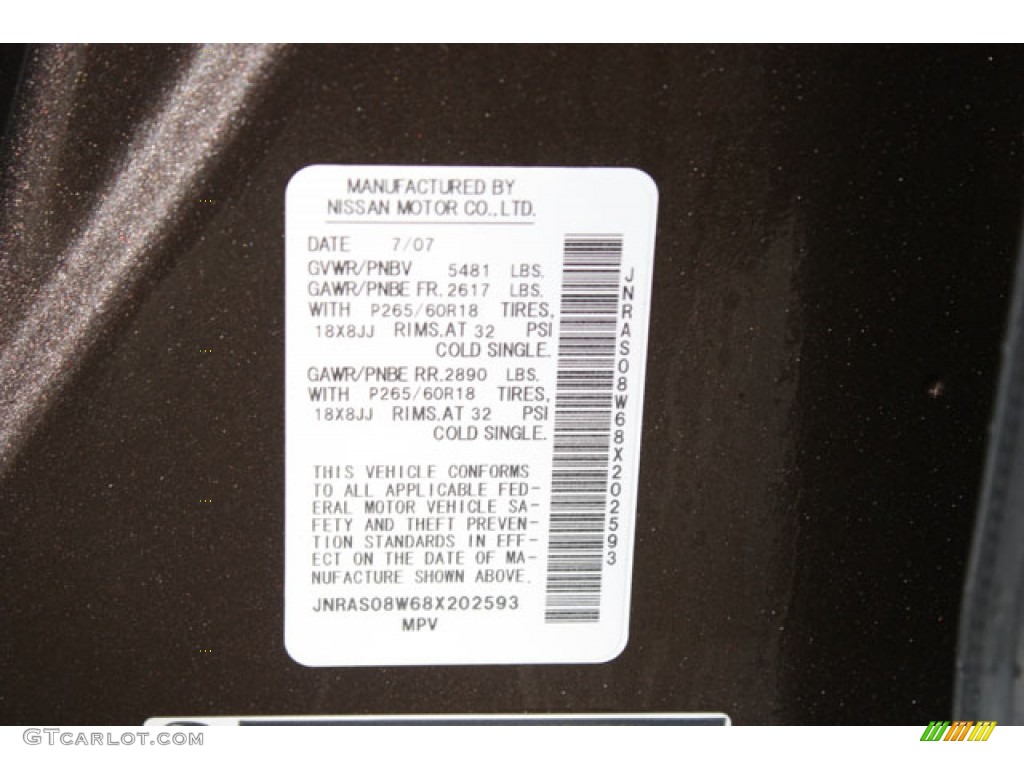 MANUFACTURED BY
NISSAN MOTOR CO.,LTD.
DATE 7/07
GVWR/PNBV 5481 LBS.
GAWR/PNBE FR.2617 LBS.
WITH P265/60R18 TIRES,
18X8JJ RIMS.AT 32 PSI
COLD SINGLE.
GAWR/PNBE RR.2890 LBS.
WITH P265/60R18 TIRES,
18X8JJ RIMS.AT 32 PSI
COLD SINGLE.
THIS VEHICLE CONFORMS
TO ALL APPLICABLE FED-
ERAL MOTOR VEHICLE SA-
FETY AND THEFT PREVEN-
TION STANDARDS IN EFF-
ECT ON THE DATE OF MA-
NUFACTURE SHOWN ABOVE.
JNRAS08W68X202593
MPV
JNRAS08W68X202593
GTCarLot.com